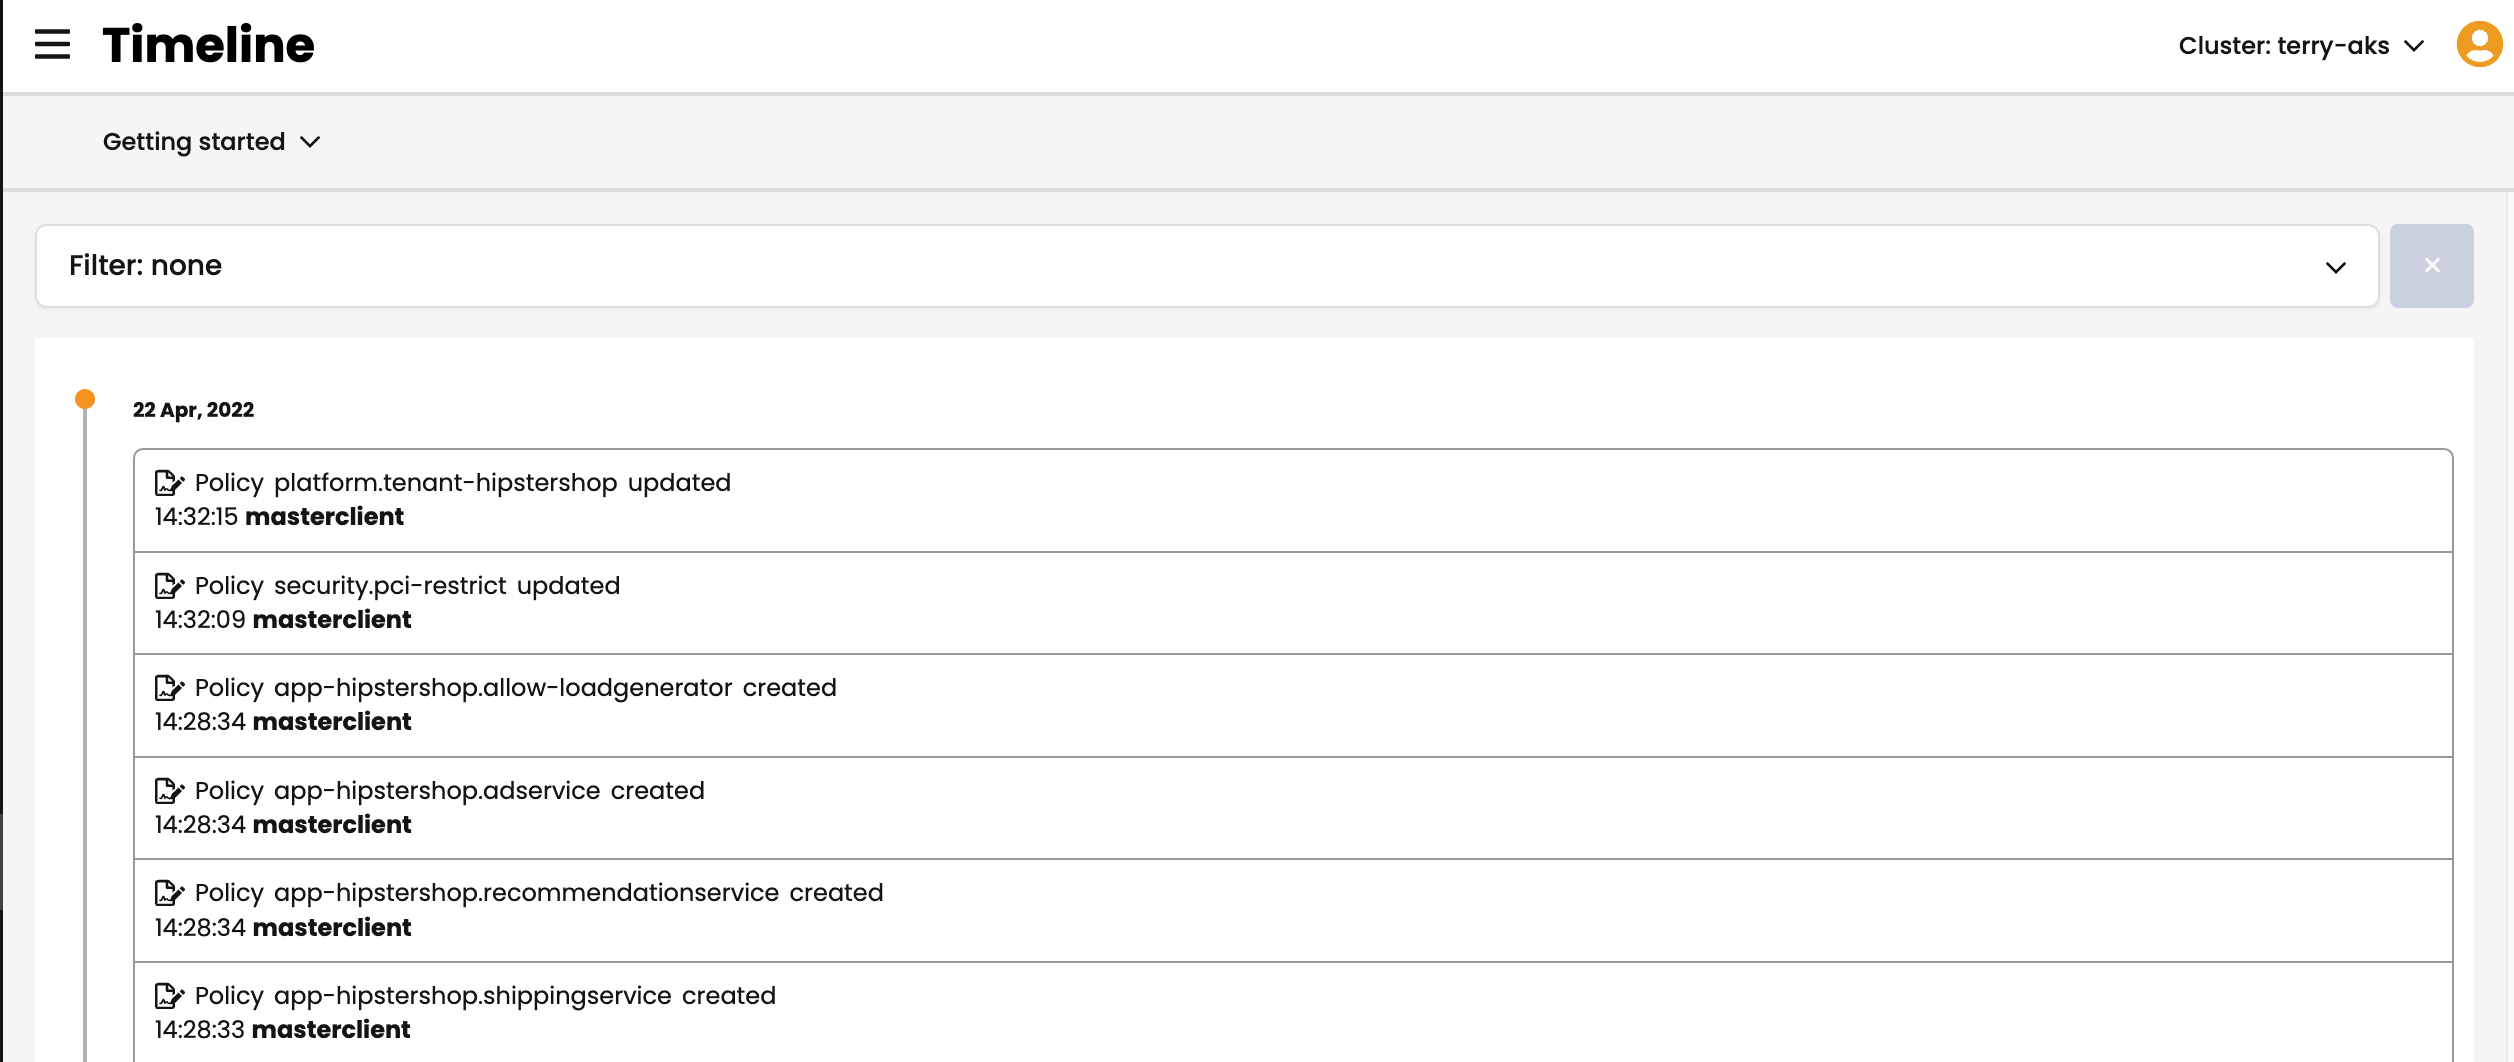 Timeline
Cluster: terry-aks
Getting started
Filter: none
22 Apr, 2022
Policy platform.tenant-hipstershop updated
14:32:15 masterclient
Policy security.pci-restrict updated
14:32:09 masterclient
Policy app-hipstershop.allow-loadgenerator created
14:28:34 masterclient
Policy app-hipstershop.adservice created
14:28:34 masterclient
Policy app-hipstershop.recommendationservice created
14:28:34 masterclient
Policy app-hipstershop.shippingservice created
14:28:33 masterclient